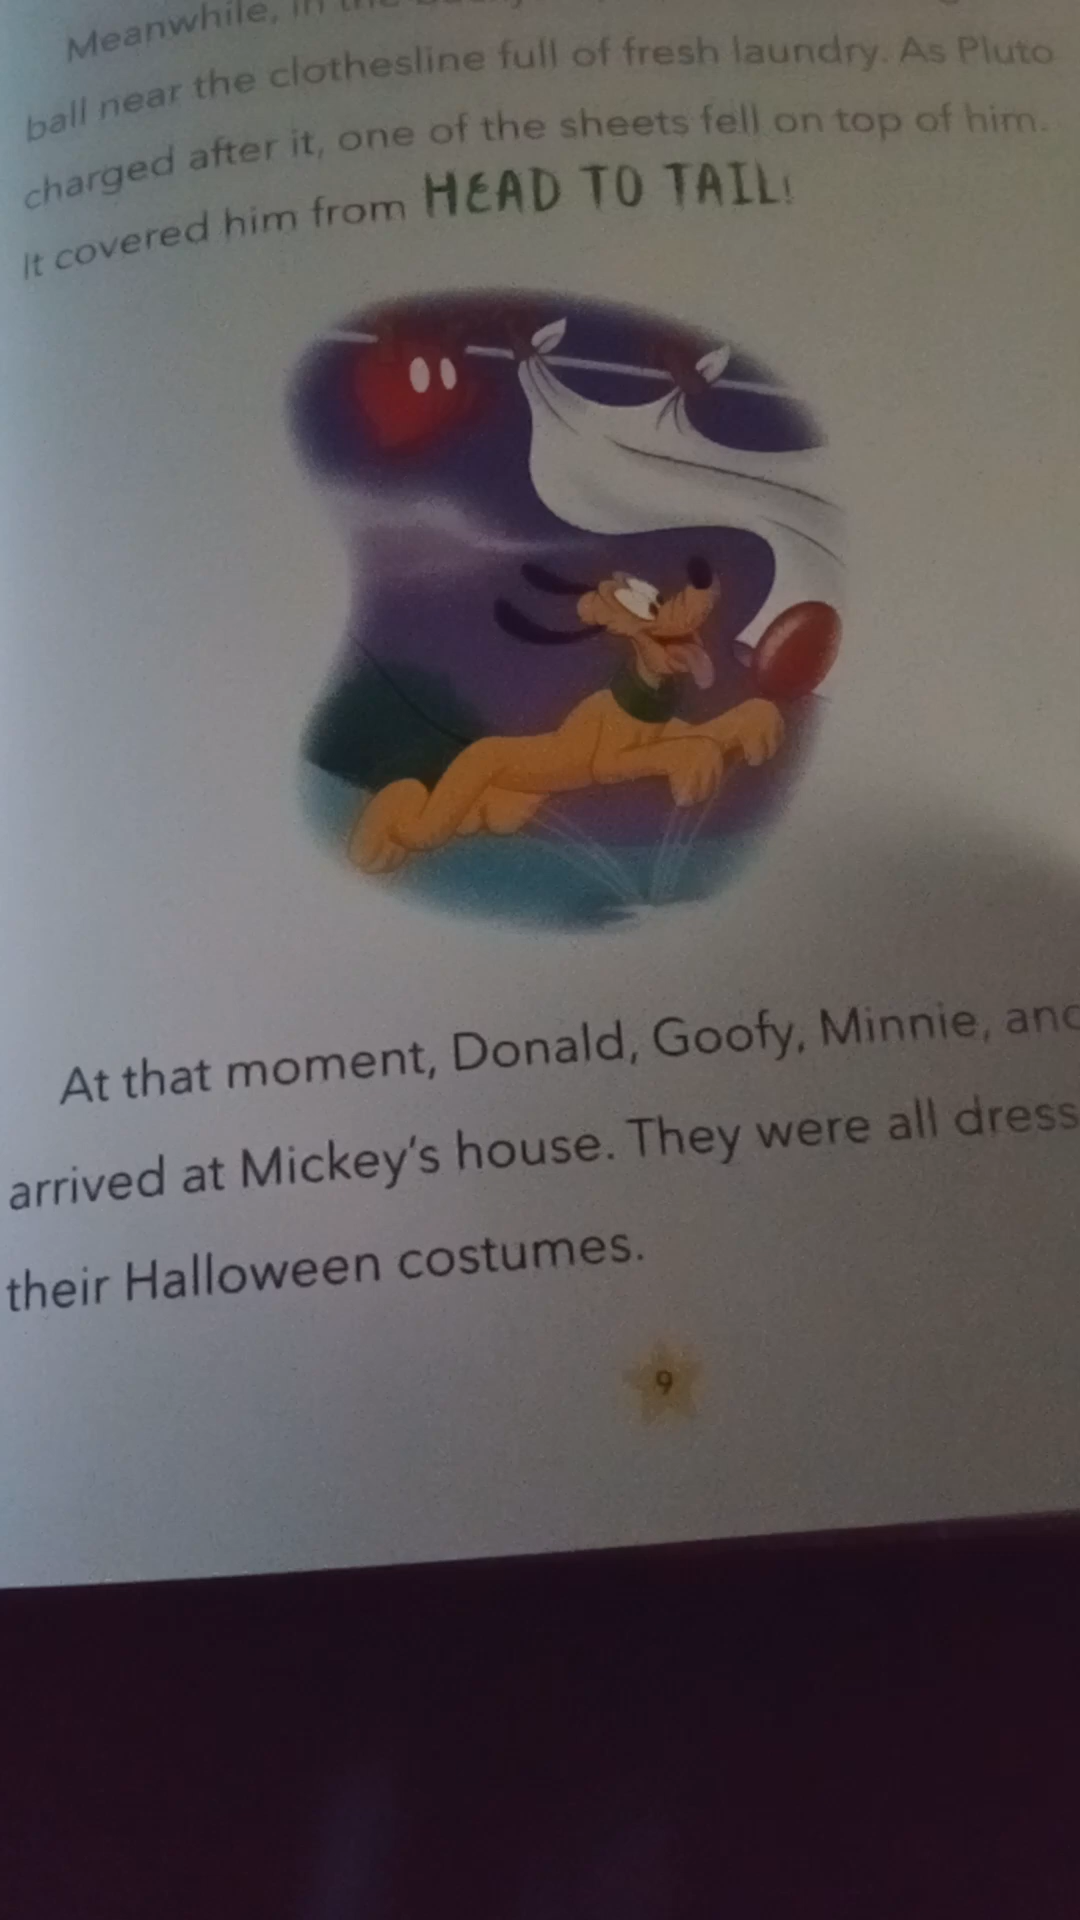 Meanwhile, in the
ball near the clothesline full of fresh laundry. As Pluto
charged after it, one of the sheets fell on top of him.
It covered him from HEAD TO TAIL!
At that moment, Donald, Goofy, Minnie, and
arrived at Mickey's house. They were all dress
their Halloween costumes.
9